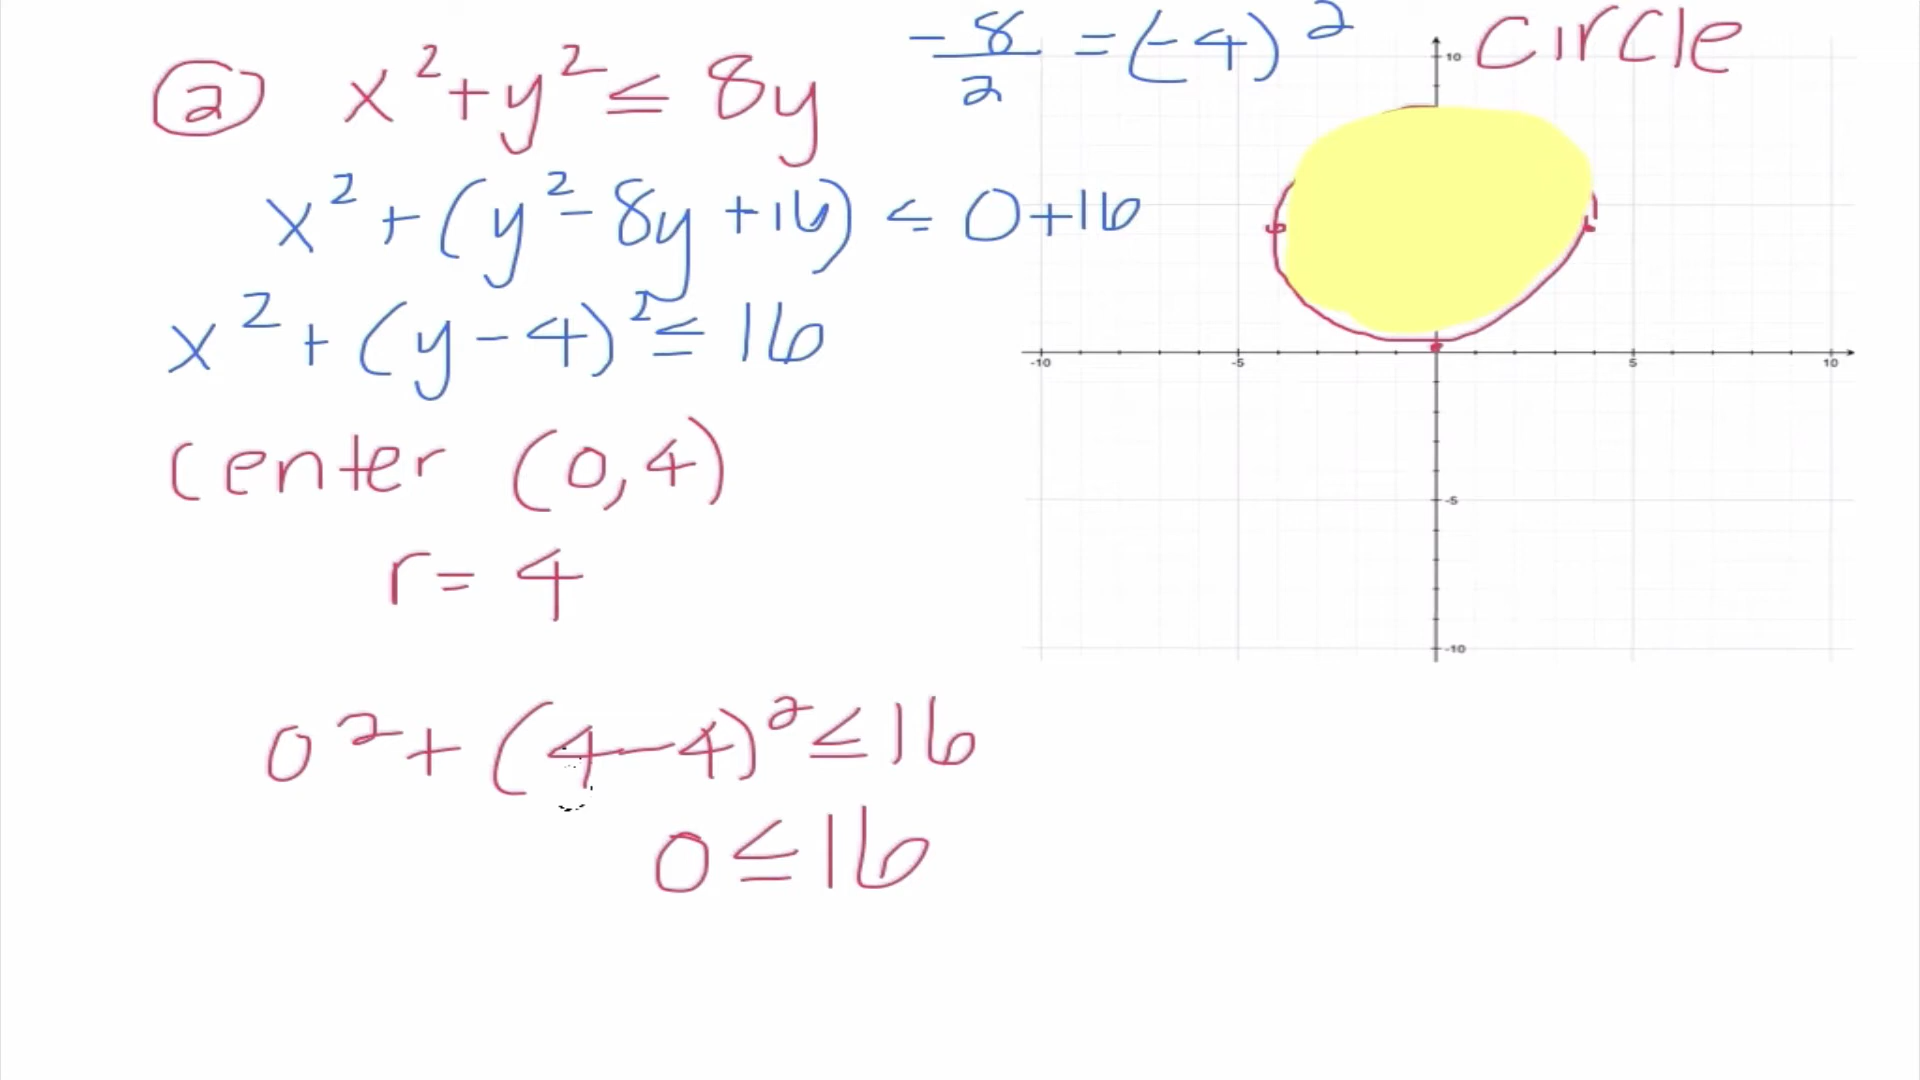 ② x² + y² ≤ 8y
-8/2 = (-4)²
circle
x² + (y² - 8y + 16) ≤ 0 + 16
x² + (y - 4)² ≤ 16
center (0,4)
r = 4
0² + (4 - 4)² ≤ 16
0 ≤ 16
10
-10 -5 5 10
-5
-10